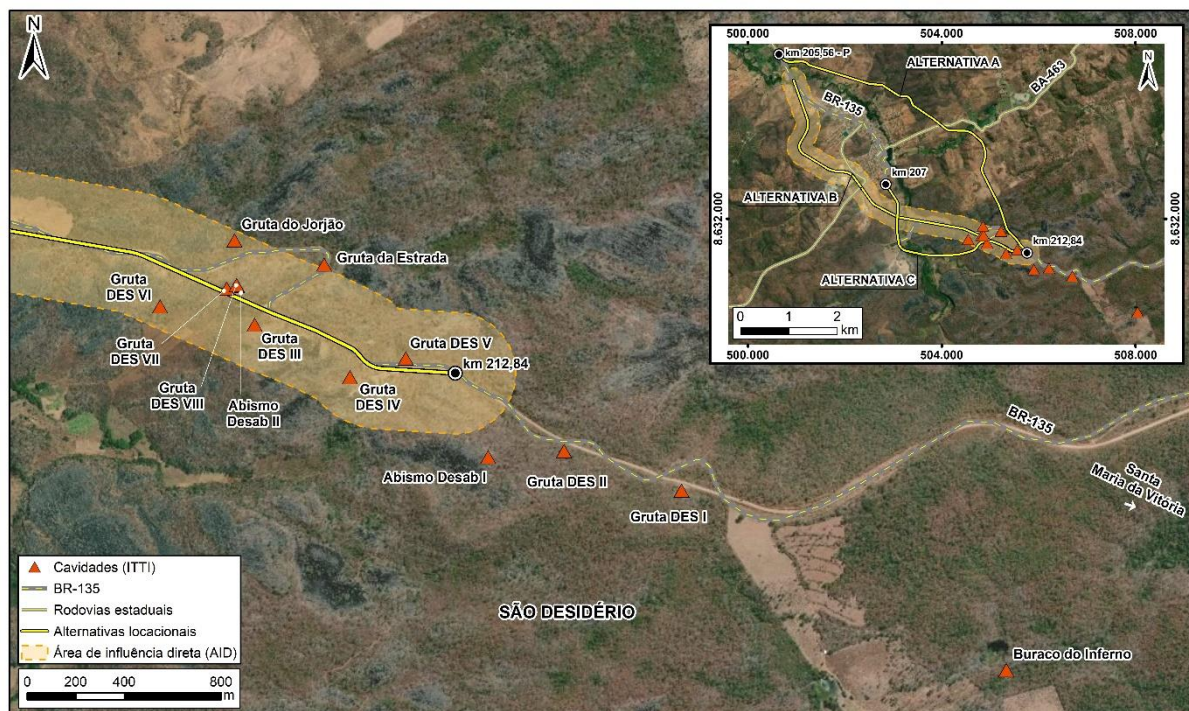 N
Gruta do Jorjão
Gruta da Estrada
Gruta
DES VI
Gruta
DES VII
Gruta
DES VIII
Abismo
Desab II
Gruta
DES III
Gruta
DES IV
Gruta DES V
km 212,84
Abismo Desab I
Gruta DES II
Gruta DES I
BR-135
Santa
Maria da Vitória
SÃO DESIDÉRIO
Buraco do Inferno
Cavidades (ITTI)
BR-135
Rodovias estaduais
Alternativas locacionais
Área de influência direta (AID)
0 200 400 800
m
500.000 504.000 508.000
km 205,56 - P
ALTERNATIVA A
BA-463
N
BR-135
km 207
ALTERNATIVA B
8.632.000
8.632.000
km 212,84
ALTERNATIVA C
0 1 2
km
500.000 504.000 508.000